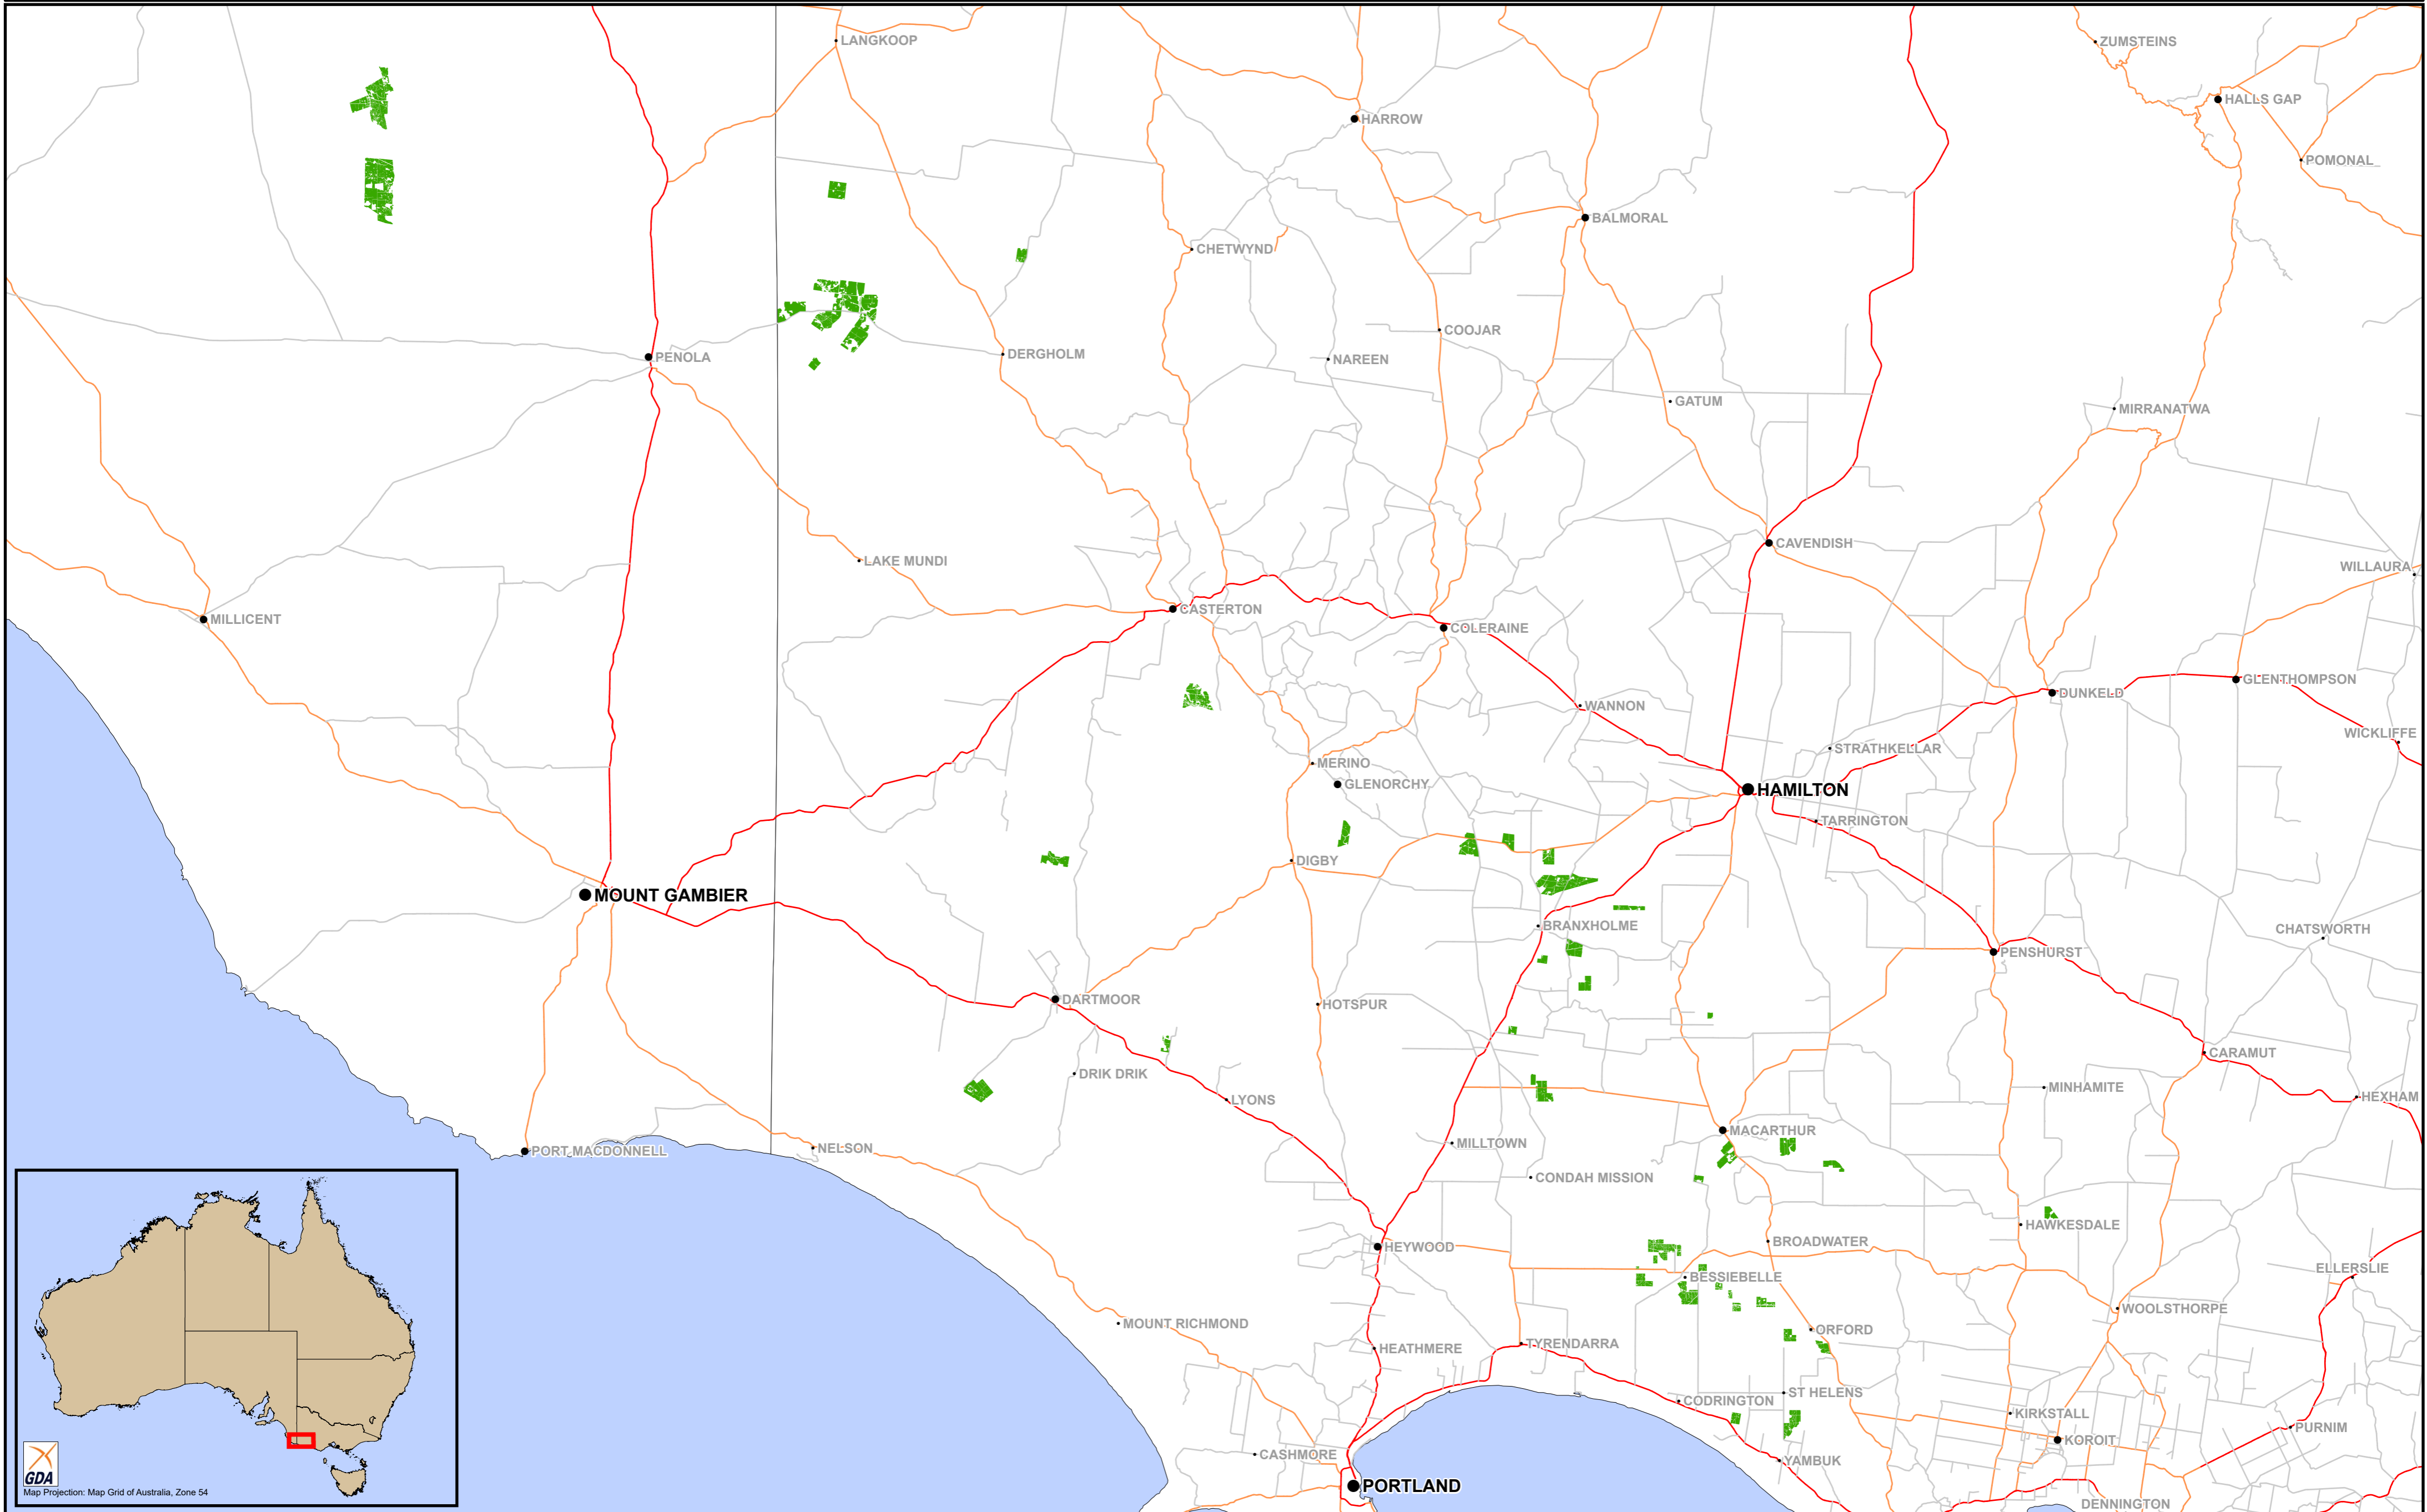 LANGKOOP
ZUMSTEINS
HALLS GAP
HARROW
POMONAL
BALMORAL
CHETWYND
COOJAR
DERGHOLM
PENOLA
NAREEN
GATUM
MIRRANATWA
CAVENDISH
LAKE MUNDI
WILLAURA
CASTERTON
MILLICENT
COLERAINE
GLENTHOMPSON
DUNKELD
WANNON
WICKLIFFE
STRATHKELLAR
MERINO
GLENORCHY
HAMILTON
TARRINGTON
DIGBY
MOUNT GAMBIER
BRANXHOLME
CHATSWORTH
PENSHURST
DARTMOOR
HOTSPUR
CARAMUT
DRIK DRIK
MINHAMITE
LYONS
HEXHAM
MACARTHUR
MILLTOWN
PORT MACDONNELL
NELSON
CONDAH MISSION
HAWKESDALE
BROADWATER
HEYWOOD
ELLERSLIE
BESSIEBELLE
WOOLSTHORPE
MOUNT RICHMOND
ORFORD
TYRENDARRA
HEATHMERE
ST HELENS
CODRINGTON
KIRKSTALL
PURNIM
KOROIT
CASHMORE
YAMBUK
PORTLAND
DENNINGTON
GDA
Map Projection: Map Grid of Australia, Zone 54